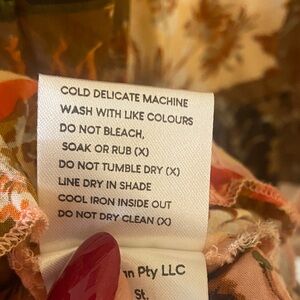 COLD DELICATE MACHINE
WASH WITH LIKE COLOURS
DO NOT BLEACH,
SOAK OR RUB (X)
DO NOT TUMBLE DRY (X)
LINE DRY IN SHADE
COOL IRON INSIDE OUT
DO NOT DRY CLEAN (X)
Pty LLC
St.